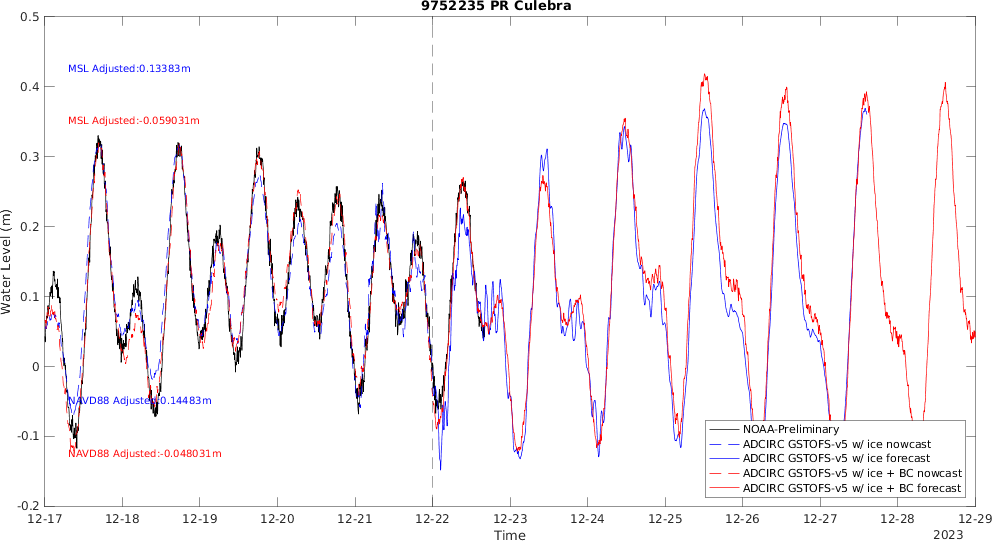 9752235 PR Culebra
0.5
MSL Adjusted:0.13383m
0.4
MSL Adjusted:-0.059031m
0.3
0.2
Water Level (m)
0.1
0
NAVD88 Adjusted:0.14483m
-0.1
NAVD88 Adjusted:-0.048031m
-0.2
NOAA-Preliminary
ADCIRC GSTOFS-v5 w/ ice nowcast
ADCIRC GSTOFS-v5 w/ ice forecast
ADCIRC GSTOFS-v5 w/ ice + BC nowcast
ADCIRC GSTOFS-v5 w/ ice + BC forecast
12-17 12-18 12-19 12-20 12-21 12-22 12-23 12-24 12-25 12-26 12-27 12-28 12-29
Time
2023